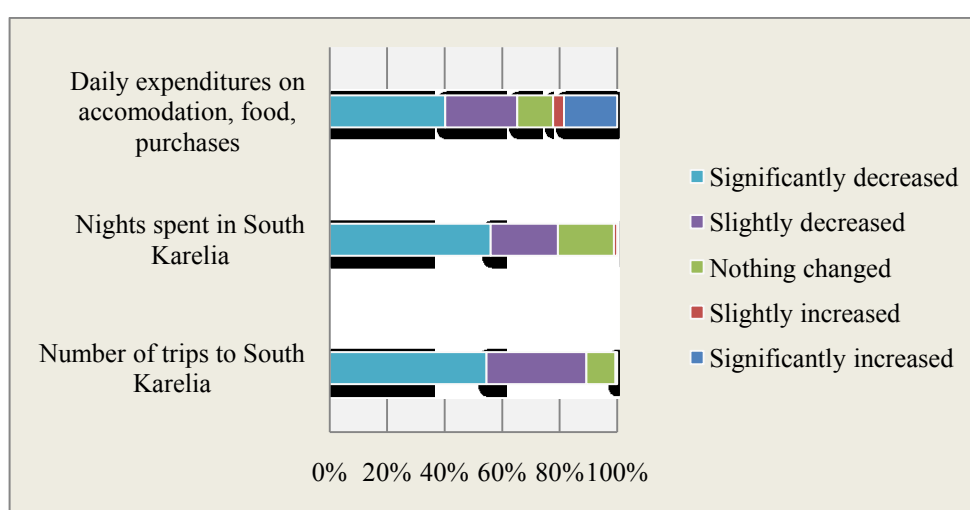 Daily expenditures on
accomodation, food,
purchases
Nights spent in South
Karelia
Number of trips to South
Karelia
0% 20% 40% 60% 80% 100%
Significantly decreased
Slightly decreased
Nothing changed
Slightly increased
Significantly increased